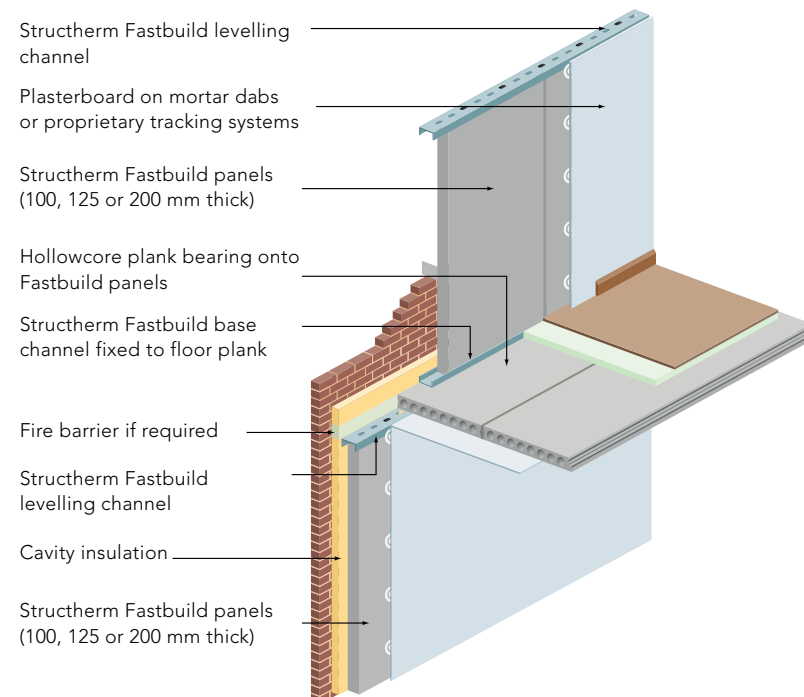 Structherm Fastbuild levelling
channel
Plasterboard on mortar dabs
or proprietary tracking systems
Structherm Fastbuild panels
(100, 125 or 200 mm thick)
Hollowcore plank bearing onto
Fastbuild panels
Structherm Fastbuild base
channel fixed to floor plank
Fire barrier if required
Structherm Fastbuild
levelling channel
Cavity insulation
Structherm Fastbuild panels
(100, 125 or 200 mm thick)